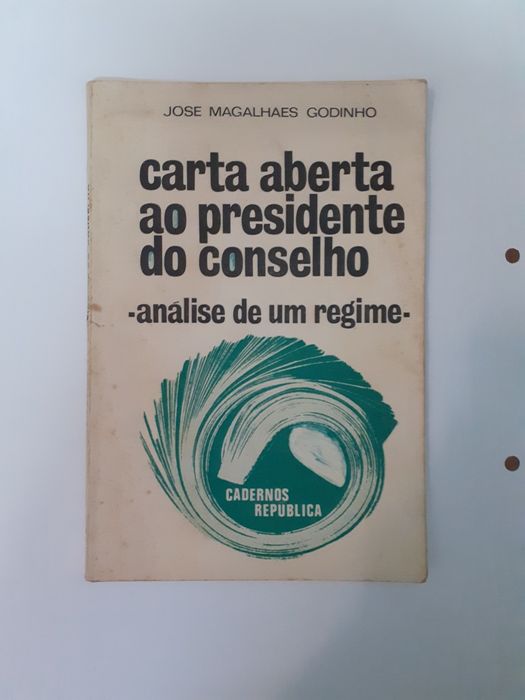 JOSE MAGALHAES GODINHO
carta aberta
ao presidente
do conselho
-análise de um regime-
CADERNOS
REPUBLICA